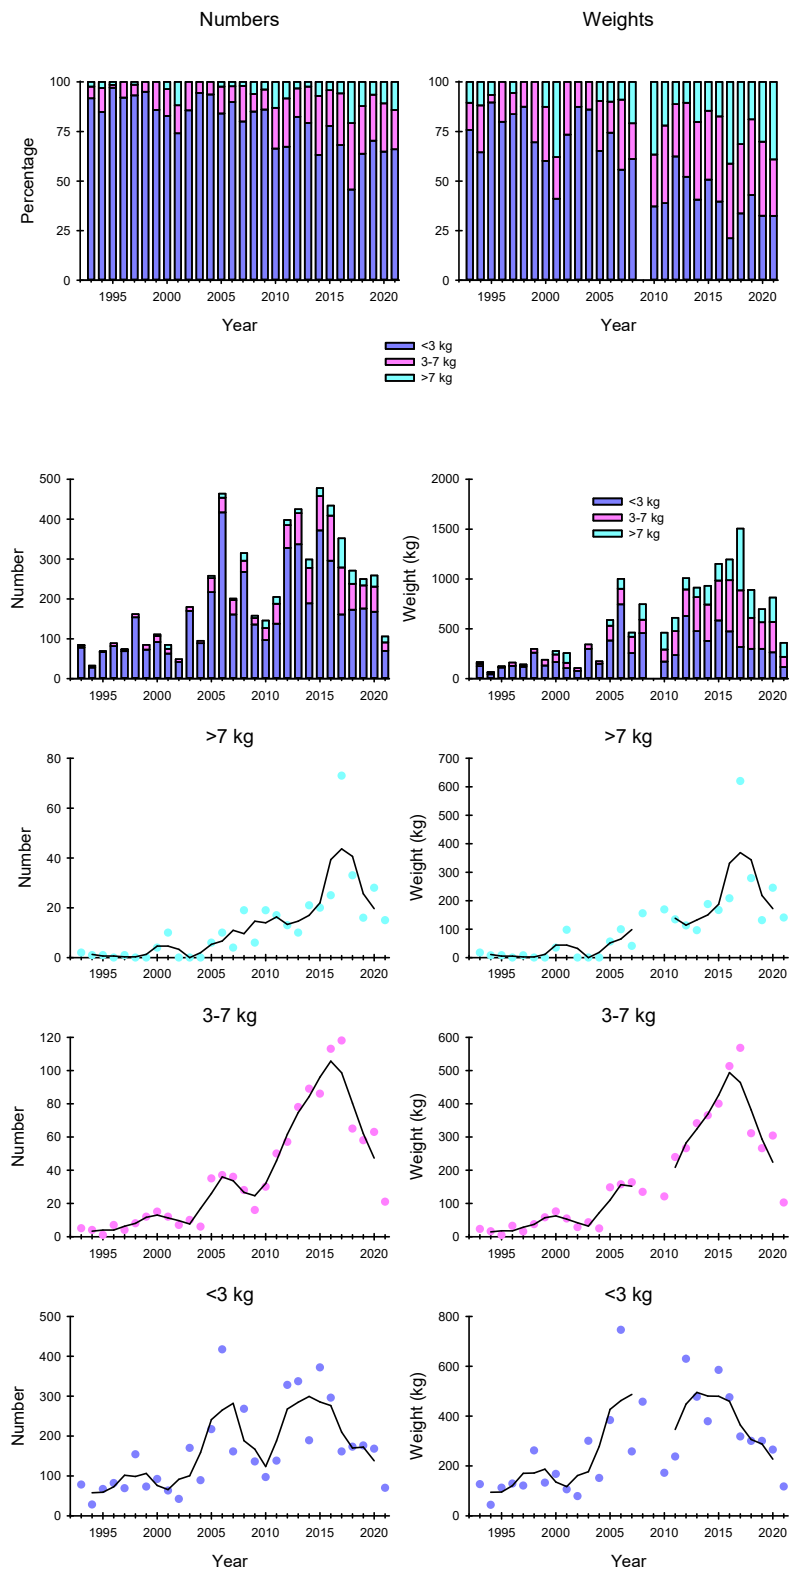 Numbers Weights
100 100
75 75
50 50
25 25
0 0
Percentage
1995 2000 2005 2010 2015 2020 1995 2000 2005 2010 2015 2020
Year Year
<3 kg
3-7 kg
>7 kg
500 2000
400 1500
300 1000
200 500
100 0
0
Number Weight (kg)
<3 kg
3-7 kg
>7 kg
1995 2000 2005 2010 2015 2020 1995 2000 2005 2010 2015 2020
>7 kg >7 kg
80 700
60 600
40 500
20 400
0 300
200
100
0
Number Weight (kg)
1995 2000 2005 2010 2015 2020 1995 2000 2005 2010 2015 2020
3-7 kg 3-7 kg
120 600
100 500
80 400
60 300
40 200
20 100
0 0
Number Weight (kg)
1995 2000 2005 2010 2015 2020 1995 2000 2005 2010 2015 2020
<3 kg <3 kg
500 800
400 600
300 400
200 200
100 0
0
Number Weight (kg)
1995 2000 2005 2010 2015 2020 1995 2000 2005 2010 2015 2020
Year Year